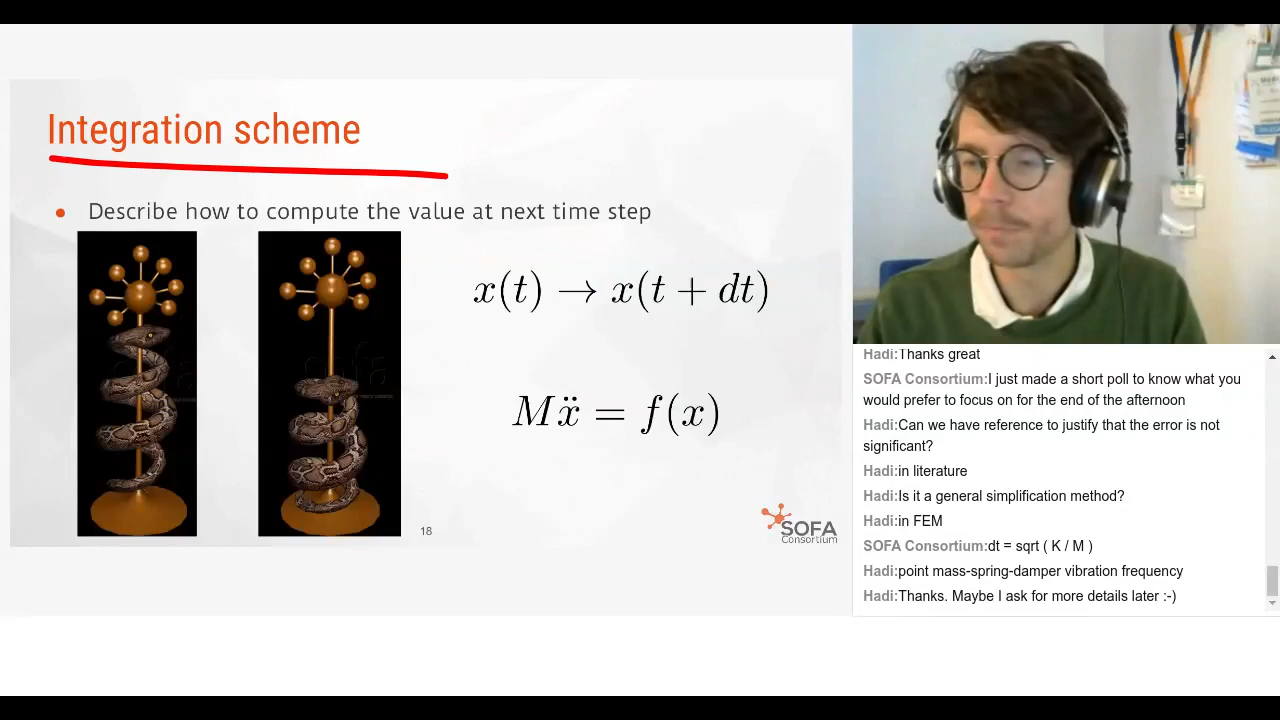 Integration scheme
• Describe how to compute the value at next time step
x(t) → x(t + dt)
Mẍ = f(x)
18
SOFA
Consortium
Hadi:Thanks great
SOFA Consortium:I just made a short poll to know what you
would prefer to focus on for the end of the afternoon
Hadi:Can we have reference to justify that the error is not
significant?
Hadi:in literature
Hadi:Is it a general simplification method?
Hadi:in FEM
SOFA Consortium:dt = sqrt ( K / M )
Hadi:point mass-spring-damper vibration frequency
Hadi:Thanks. Maybe I ask for more details later :-)